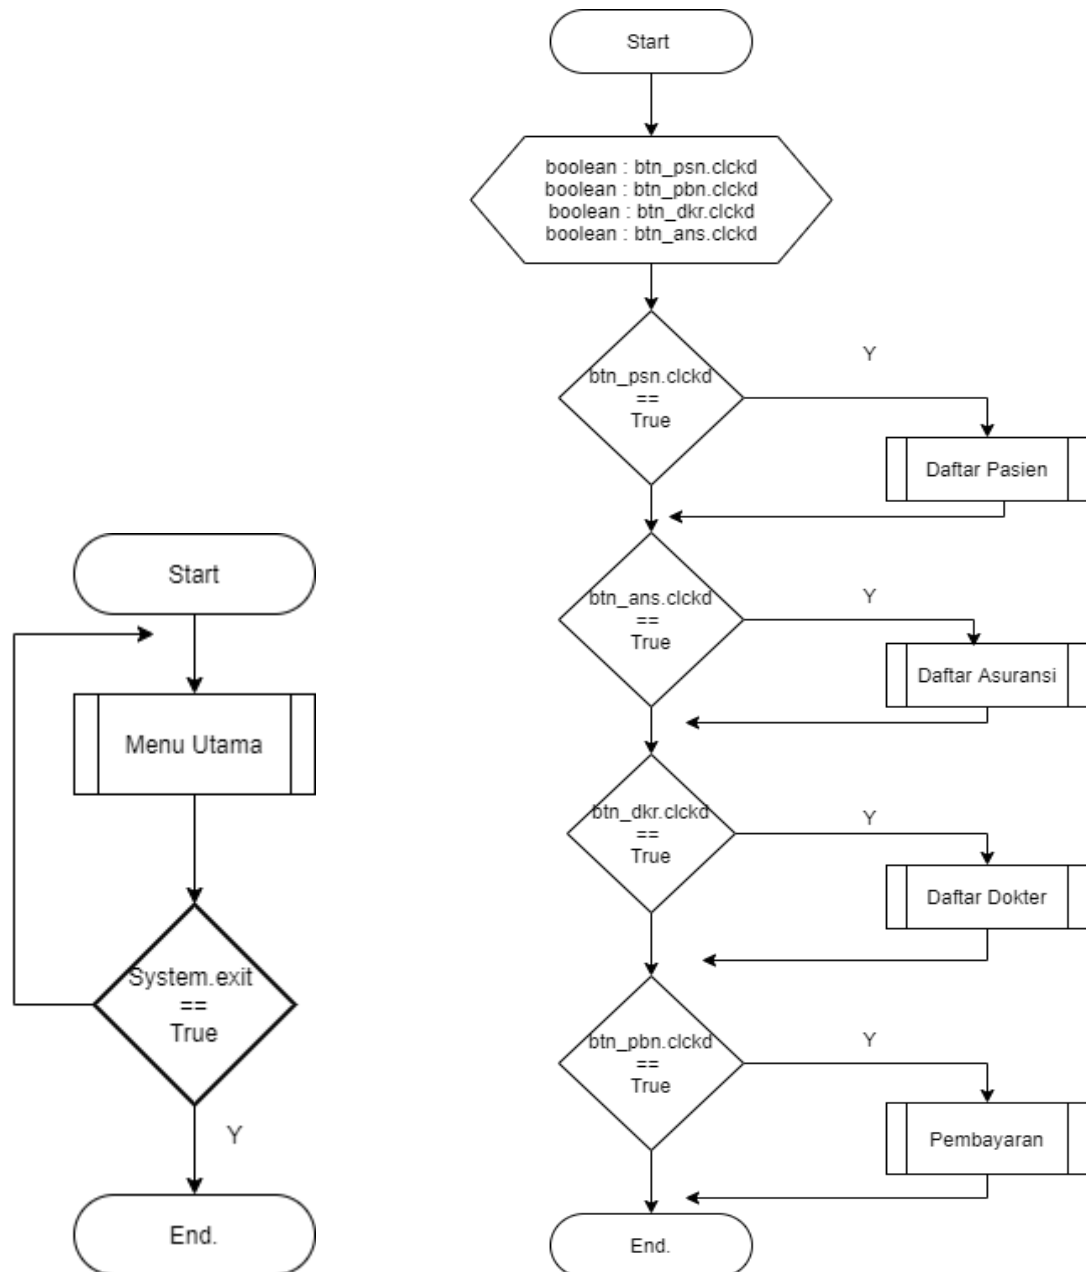 Start
Menu Utama
System.exit
==
True
Y
End.
Start
boolean : btn_psn.clckd
boolean : btn_pbn.clckd
boolean : btn_dkr.clckd
boolean : btn_ans.clckd
btn_psn.clckd
==
True
Y
Daftar Pasien
btn_ans.clckd
==
True
Y
Daftar Asuransi
btn_dkr.clckd
==
True
Y
Daftar Dokter
btn_pbn.clckd
==
True
Y
Pembayaran
End.